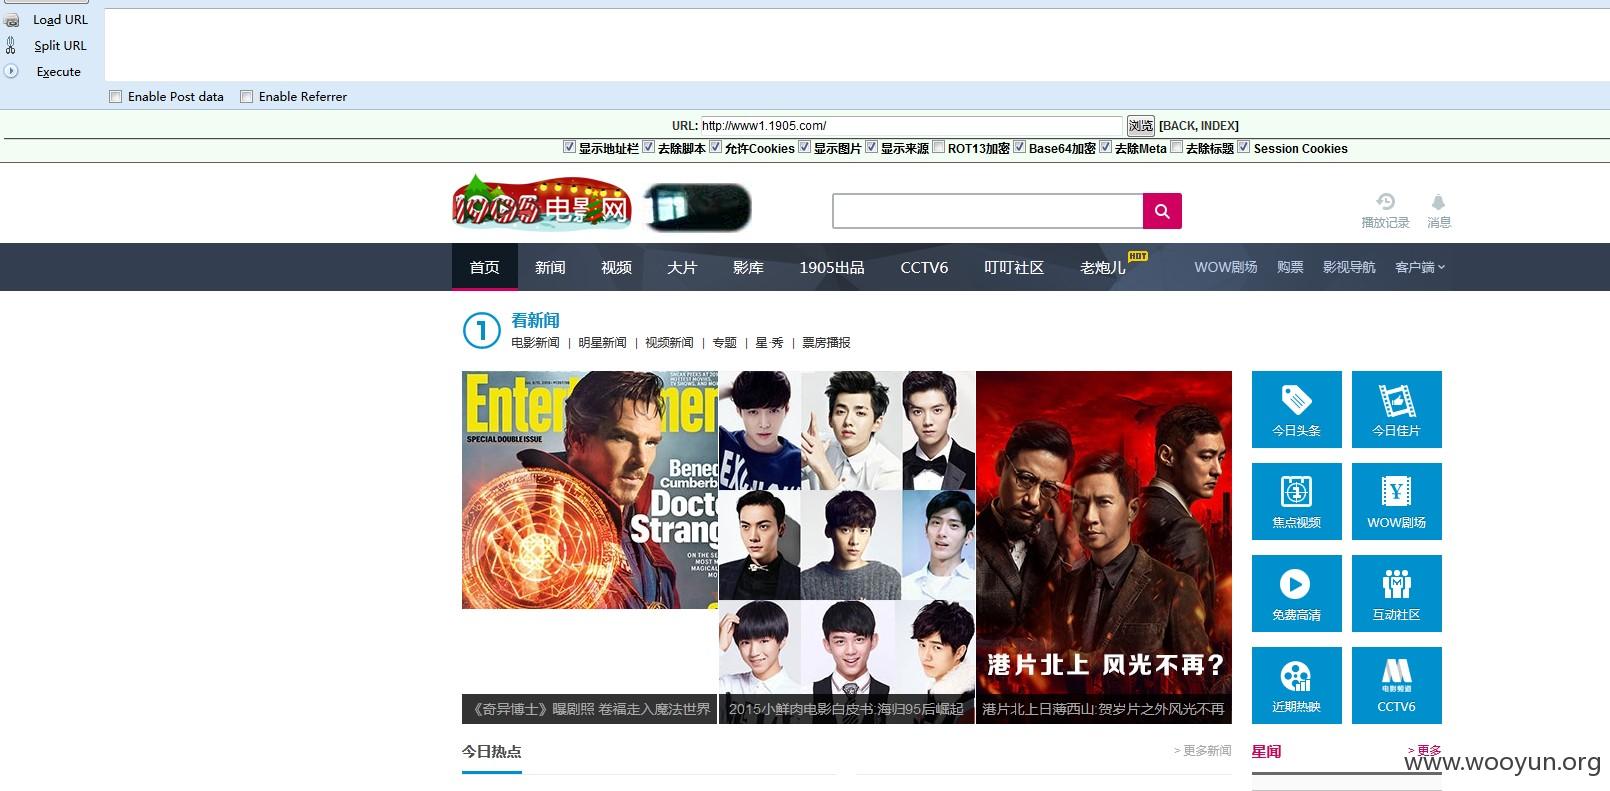 Load URL
Split URL
Execute
Enable Post data Enable Referrer
URL: http://www1.1905.com/ 浏览 [BACK, INDEX]
显示地址栏 去除脚本 允许Cookies 显示图片 显示来源 ROT13加密 Base64加密 去除Meta 去除标题 Session Cookies
1905电影网
播放记录 消息
首页 新闻 视频 大片 影库 1905出品 CCTV6 叮叮社区 老炮儿 HOT WOW剧场 购票 影视导航 客户端
1 看新闻
电影新闻 | 明星新闻 | 视频新闻 | 专题 | 星·秀 | 票房播报
SPECIAL DOUBLE ISSUE
Doct
Strang
港片北上 风光不再?
《奇异博士》曝剧照 卷福走入魔法世界
2015小鲜肉电影白皮书:海归95后崛起
港片北上日薄西山:贺岁片之外风光不再
今日头条 今日佳片
焦点视频 WOW剧场
免费高清 互动社区
电影频道
近期热映 CCTV6
今日热点 > 更多新闻 星闻 > 更多
www.wooyun.org